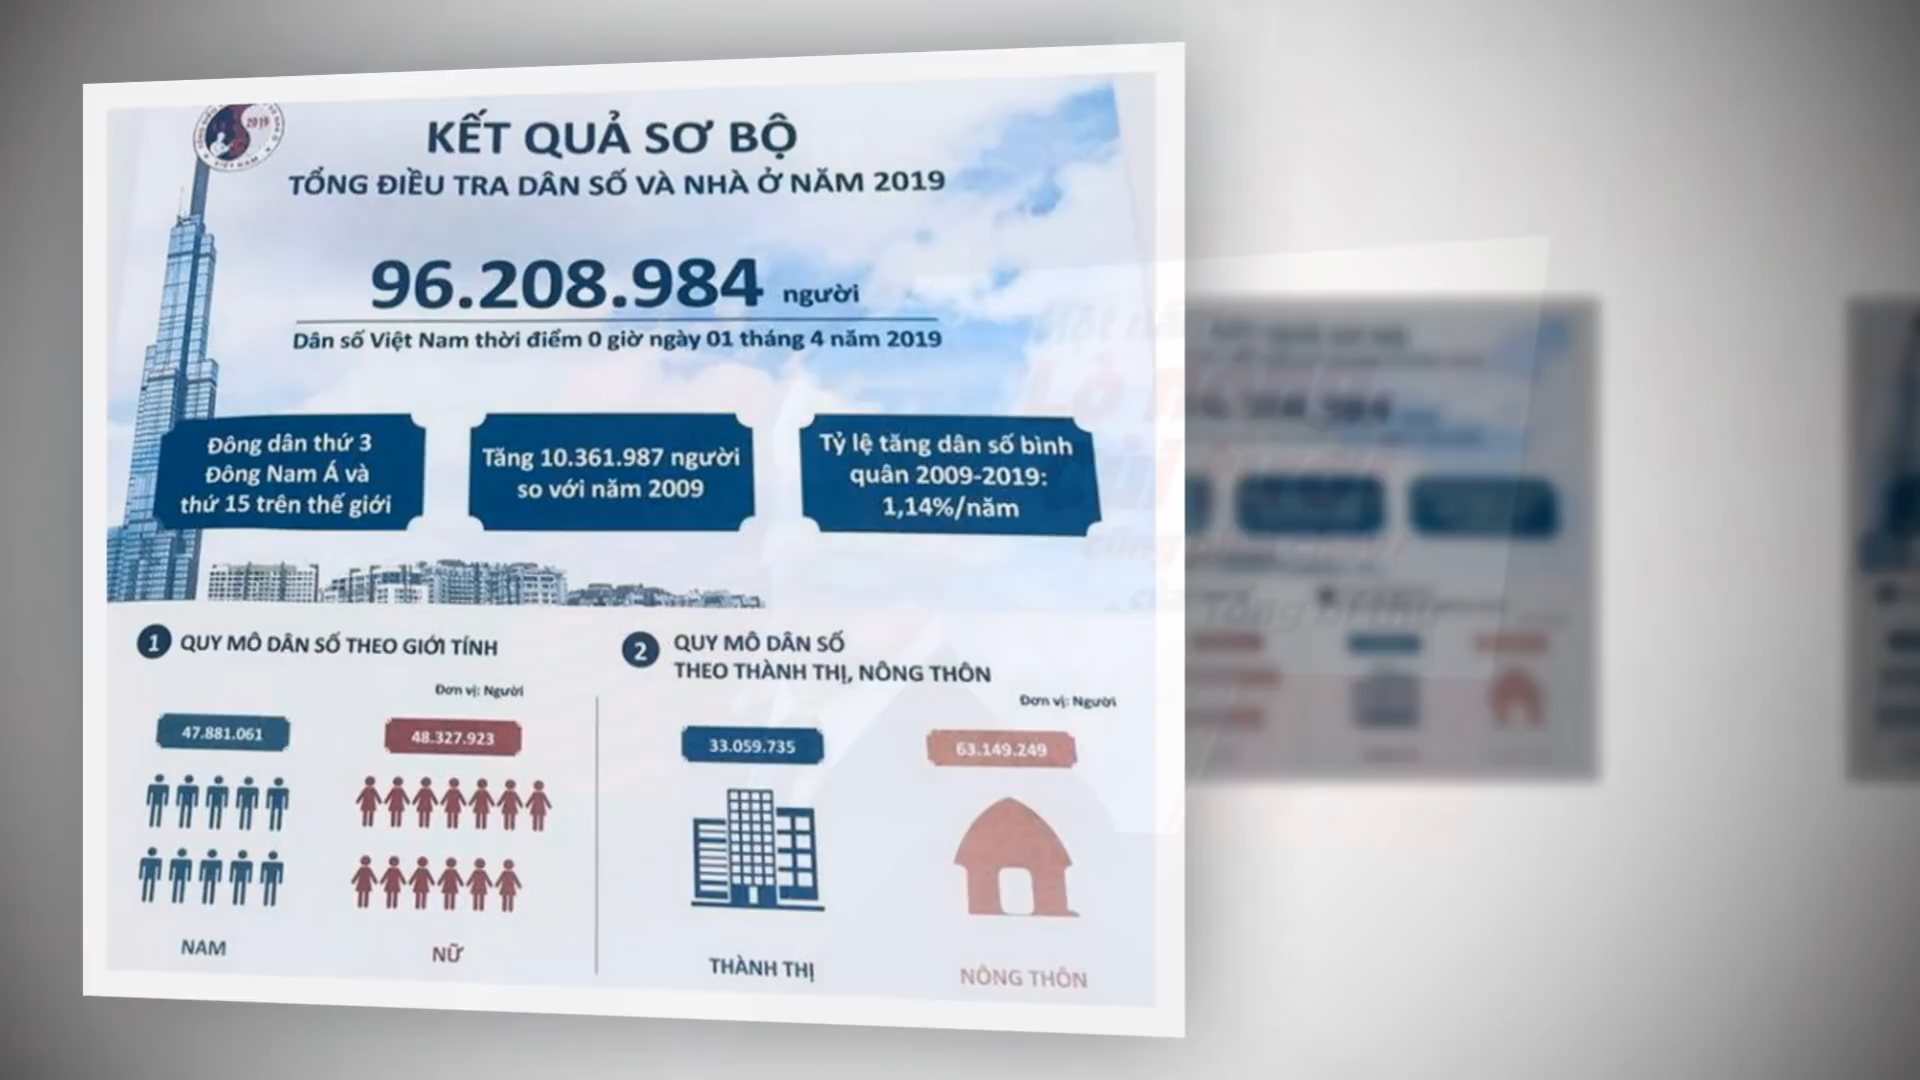 2019
VIỆT NAM
KẾT QUẢ SƠ BỘ
TỔNG ĐIỀU TRA DÂN SỐ VÀ NHÀ Ở NĂM 2019
96.208.984 người
Dân số Việt Nam thời điểm 0 giờ ngày 01 tháng 4 năm 2019
Đông dân thứ 3
Đông Nam Á và
thứ 15 trên thế giới
Tăng 10.361.987 người
so với năm 2009
Tỷ lệ tăng dân số bình
quân 2009-2019:
1,14%/năm
1 QUY MÔ DÂN SỐ THEO GIỚI TÍNH
Đơn vị: Người
47.881.061
48.327.923
NAM
NỮ
2 QUY MÔ DÂN SỐ
THEO THÀNH THỊ, NÔNG THÔN
Đơn vị: Người
33.059.735
63.149.249
THÀNH THỊ
NÔNG THÔN